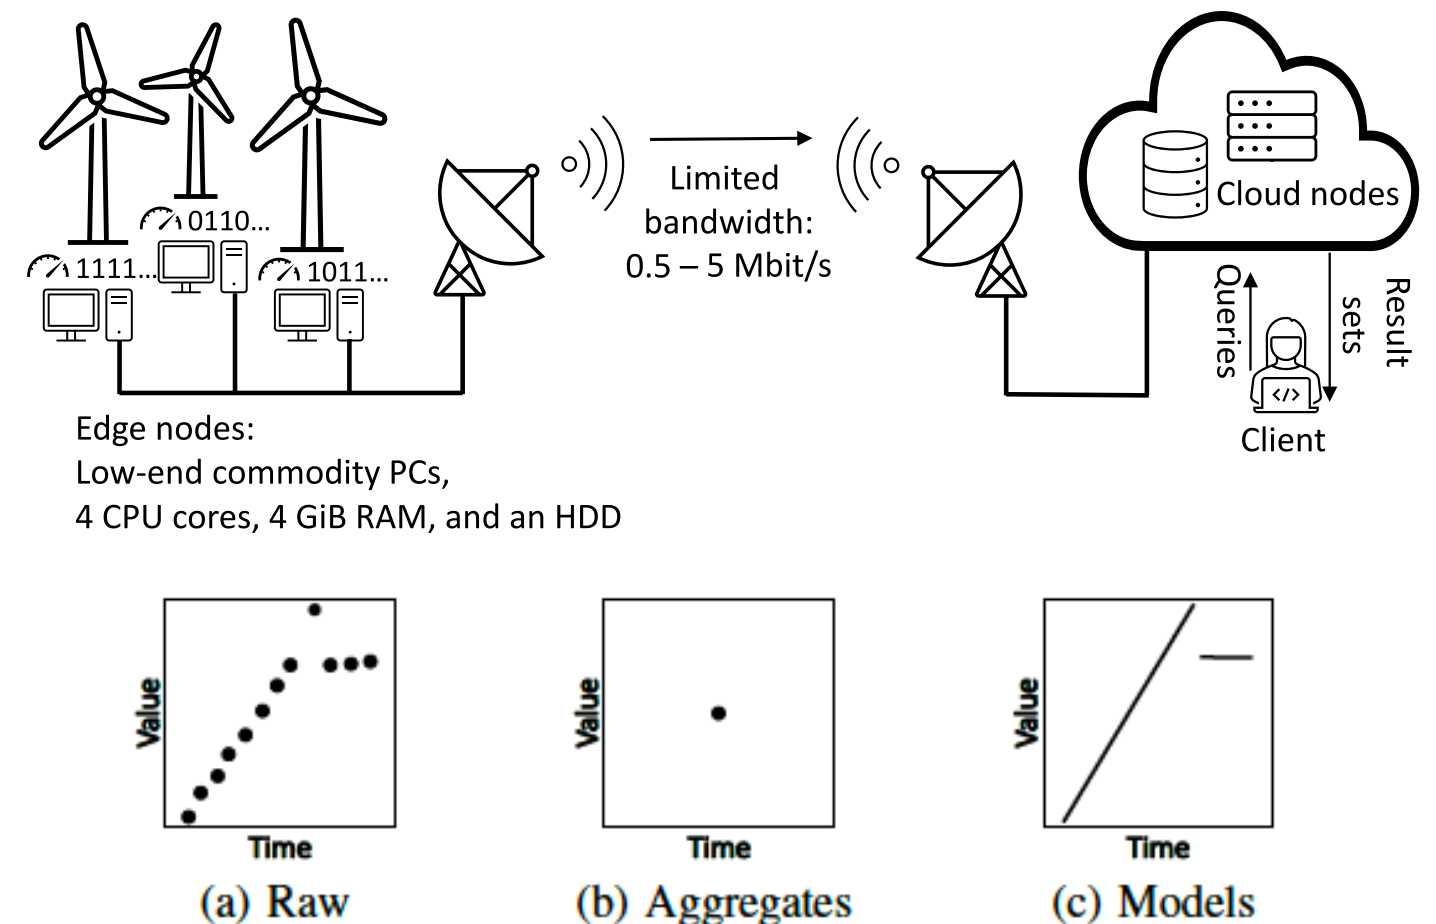 0110...
1111...
1011...
Limited
bandwidth:
0.5 – 5 Mbit/s
Cloud nodes
Queries
Result
sets
</>
Client
Edge nodes:
Low-end commodity PCs,
4 CPU cores, 4 GiB RAM, and an HDD
Value
Time
(a) Raw
Value
Time
(b) Aggregates
Value
Time
(c) Models